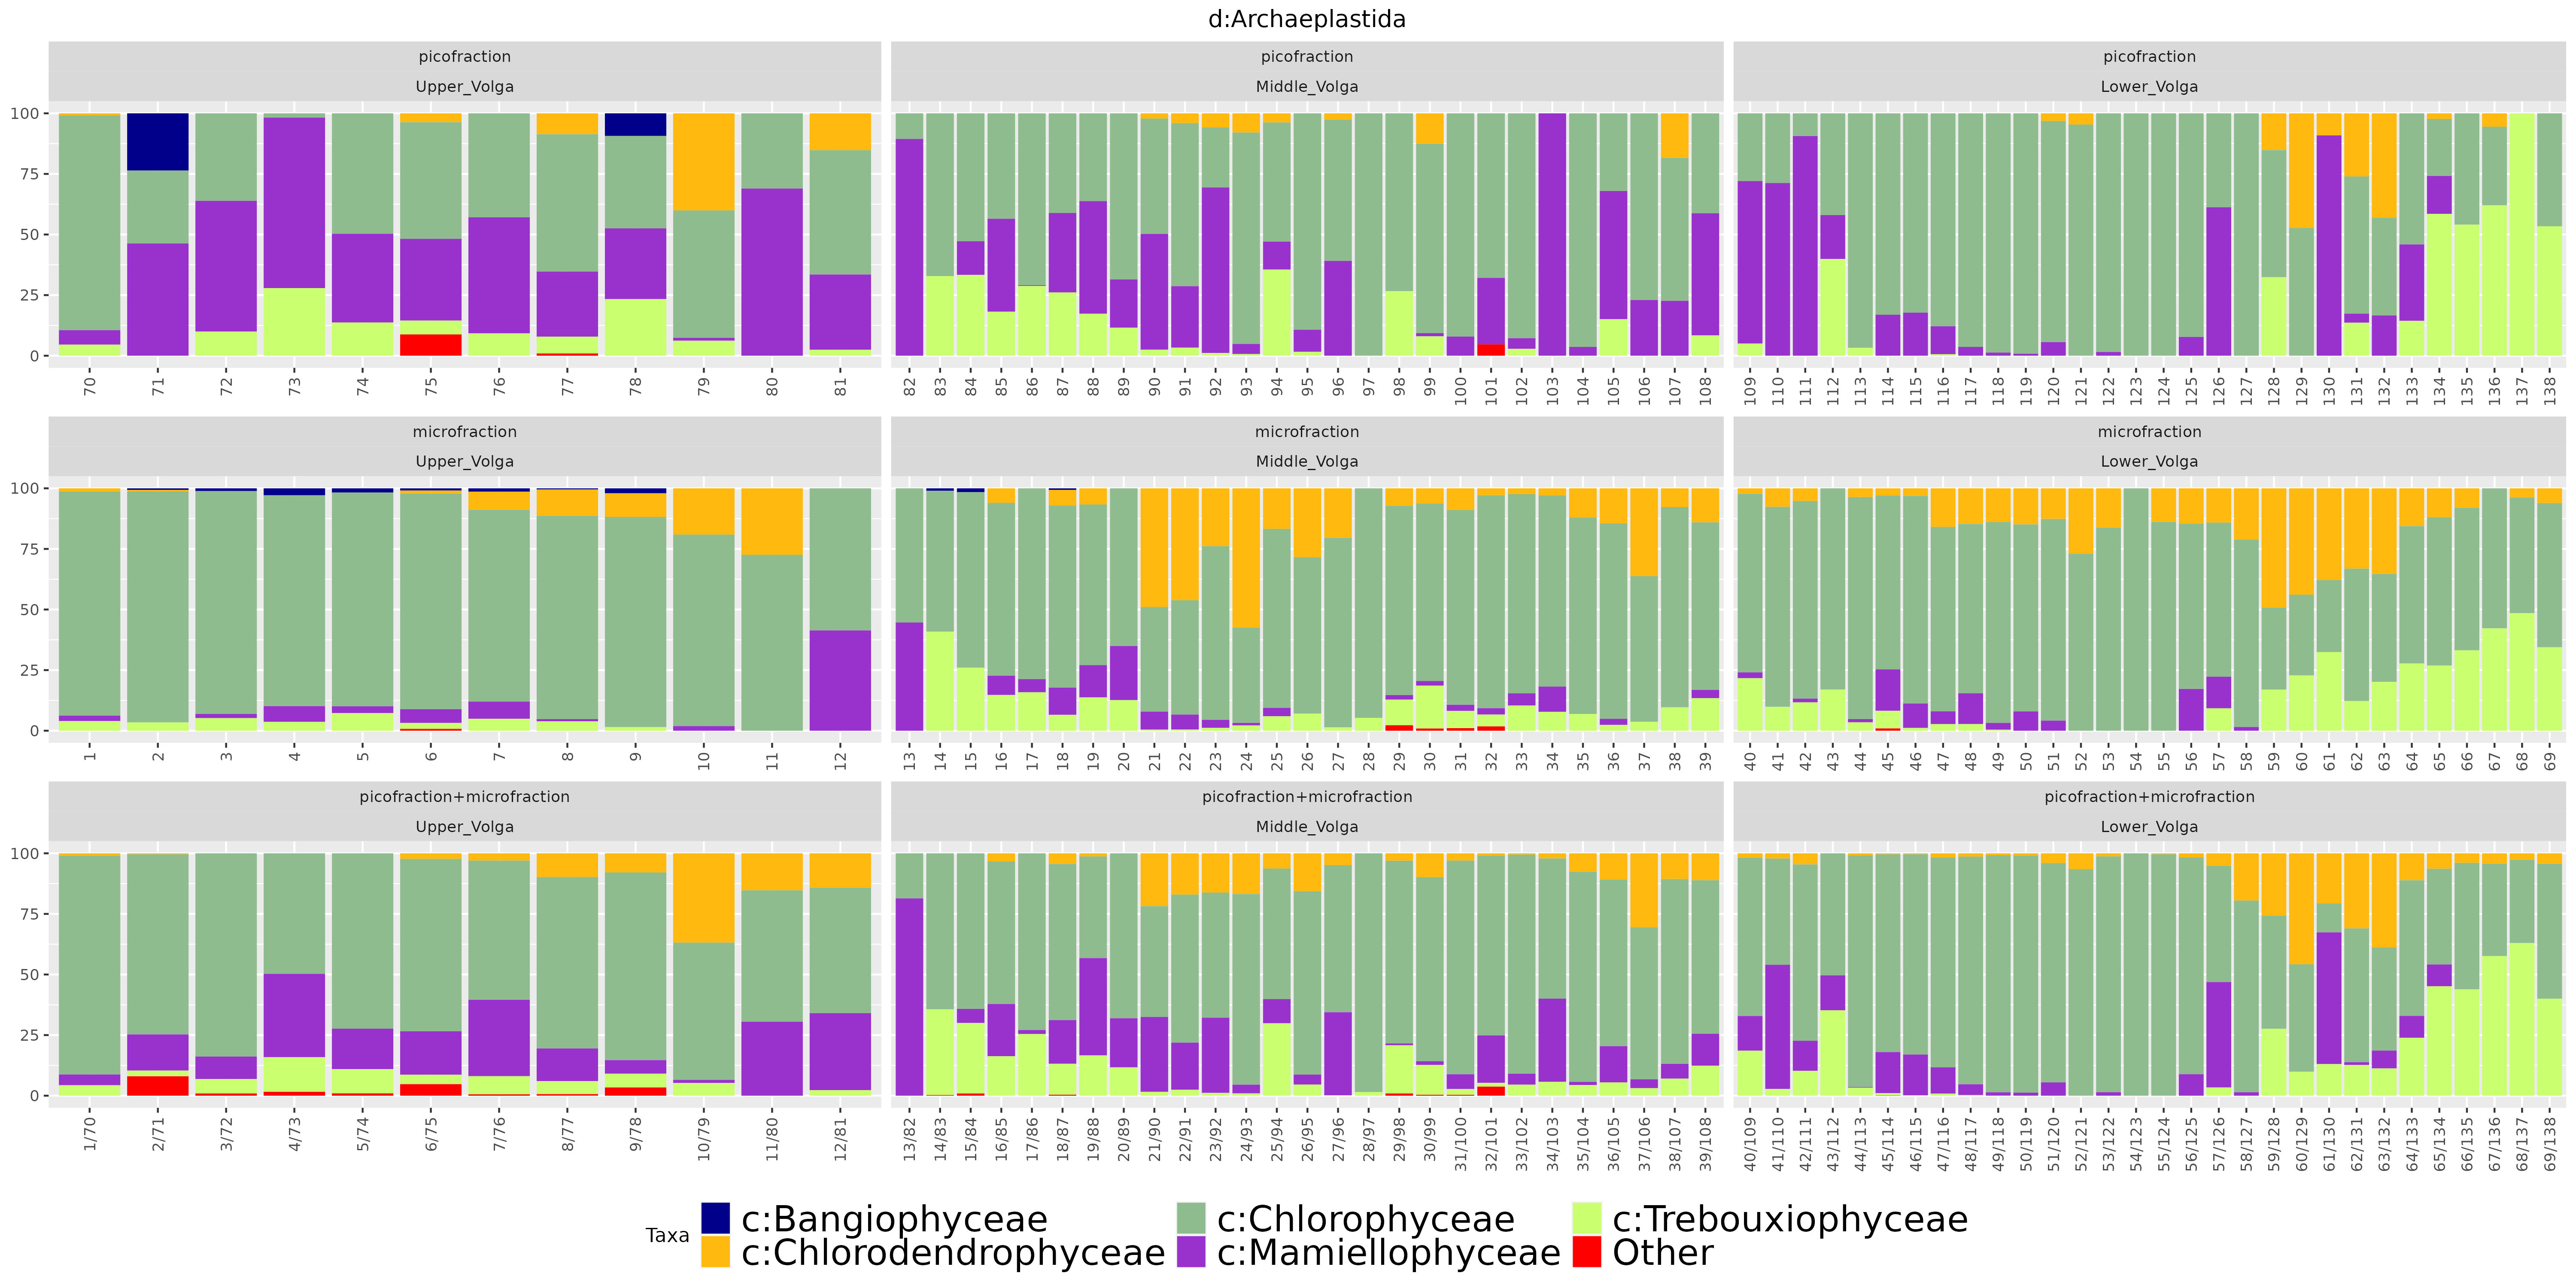 d:Archaeplastida
picofraction picofraction picofraction
Upper_Volga Middle_Volga Lower_Volga
100
75
50
25
0
70 71 72 73 74 75 76 77 78 79 80 81 82 83 84 85 86 87 88 89 90 91 92 93 94 95 96 97 98 99 100 101 102 103 104 105 106 107 108 109 110 111 112 113 114 115 116 117 118 119 120 121 122 123 124 125 126 127 128 129 130 131 132 133 134 135 136 137 138
microfraction microfraction microfraction
Upper_Volga Middle_Volga Lower_Volga
100
75
50
25
0
1 2 3 4 5 6 7 8 9 10 11 12 13 14 15 16 17 18 19 20 21 22 23 24 25 26 27 28 29 30 31 32 33 34 35 36 37 38 39 40 41 42 43 44 45 46 47 48 49 50 51 52 53 54 55 56 57 58 59 60 61 62 63 64 65 66 67 68 69
picofraction+microfraction picofraction+microfraction picofraction+microfraction
Upper_Volga Middle_Volga Lower_Volga
100
75
50
25
0
1/70 2/71 3/72 4/73 5/74 6/75 7/76 8/77 9/78 10/79 11/80 12/81 13/82 14/83 15/84 16/85 17/86 18/87 19/88 20/89 21/90 22/91 23/92 24/93 25/94 26/95 27/96 28/97 29/98 30/99 31/100 32/101 33/102 34/103 35/104 36/105 37/106 38/107 39/108 40/109 41/110 42/111 43/112 44/113 45/114 46/115 47/116 48/117 49/118 50/119 51/120 52/121 53/122 54/123 55/124 56/125 57/126 58/127 59/128 60/129 61/130 62/131 63/132 64/133 65/134 66/135 67/136 68/137 69/138
Taxa
c:Bangiophyceae c:Chlorophyceae c:Trebouxiophyceae
c:Chlorodendrophyceae c:Mamiellophyceae Other